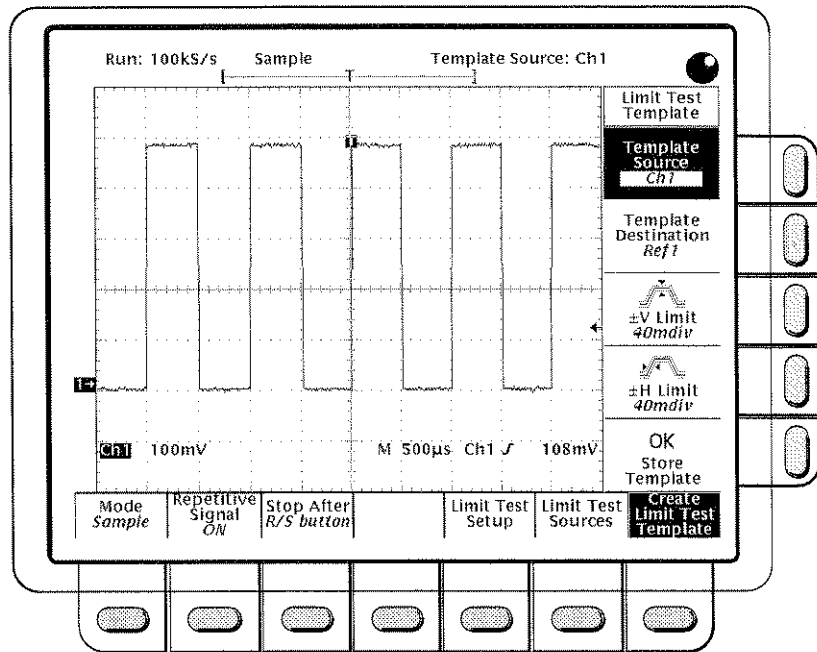 Run: 100kS/s Sample Template Source: Ch1
T
Limit Test
Template
T
Template
Source
Ch1
Template
Destination
Ref1
±V Limit
40mdiv
1
±H Limit
40mdiv
OK
Store
Template
Ch1 100mV M 500µs Ch1 108mV
Mode
Sample
Repetitive
Signal
ON
Stop After
R/S button
Limit Test
Setup
Limit Test
Sources
Create
Limit Test
Template